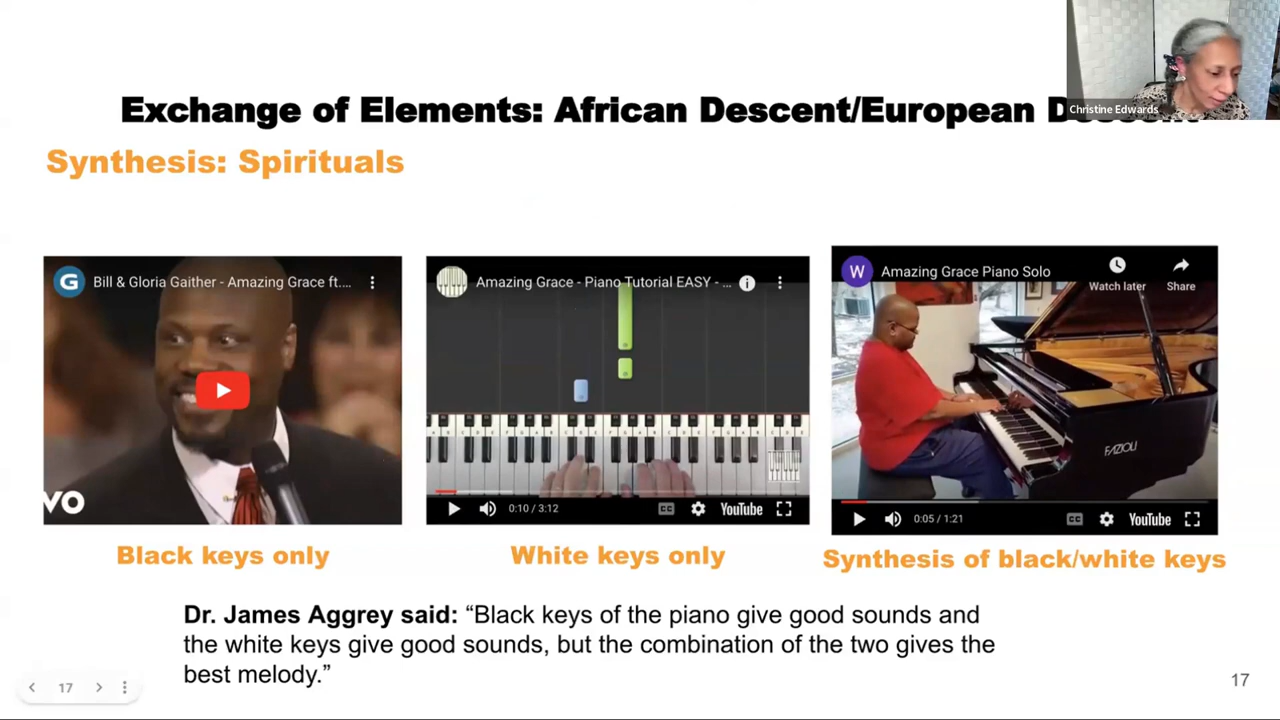 Christine Edwards
Exchange of Elements: African Descent/European
Synthesis: Spirituals
G Bill & Gloria Gaither - Amazing Grace ft....
VO
Black keys only
Amazing Grace - Piano Tutorial EASY - ...
0:10 / 3:12
CC
YouTube
White keys only
W Amazing Grace Piano Solo
Watch later
Share
FAZIOLI
0:05 / 1:21
CC
YouTube
Synthesis of black/white keys
Dr. James Aggrey said: “Black keys of the piano give good sounds and
the white keys give good sounds, but the combination of the two gives the
best melody.”
17
17